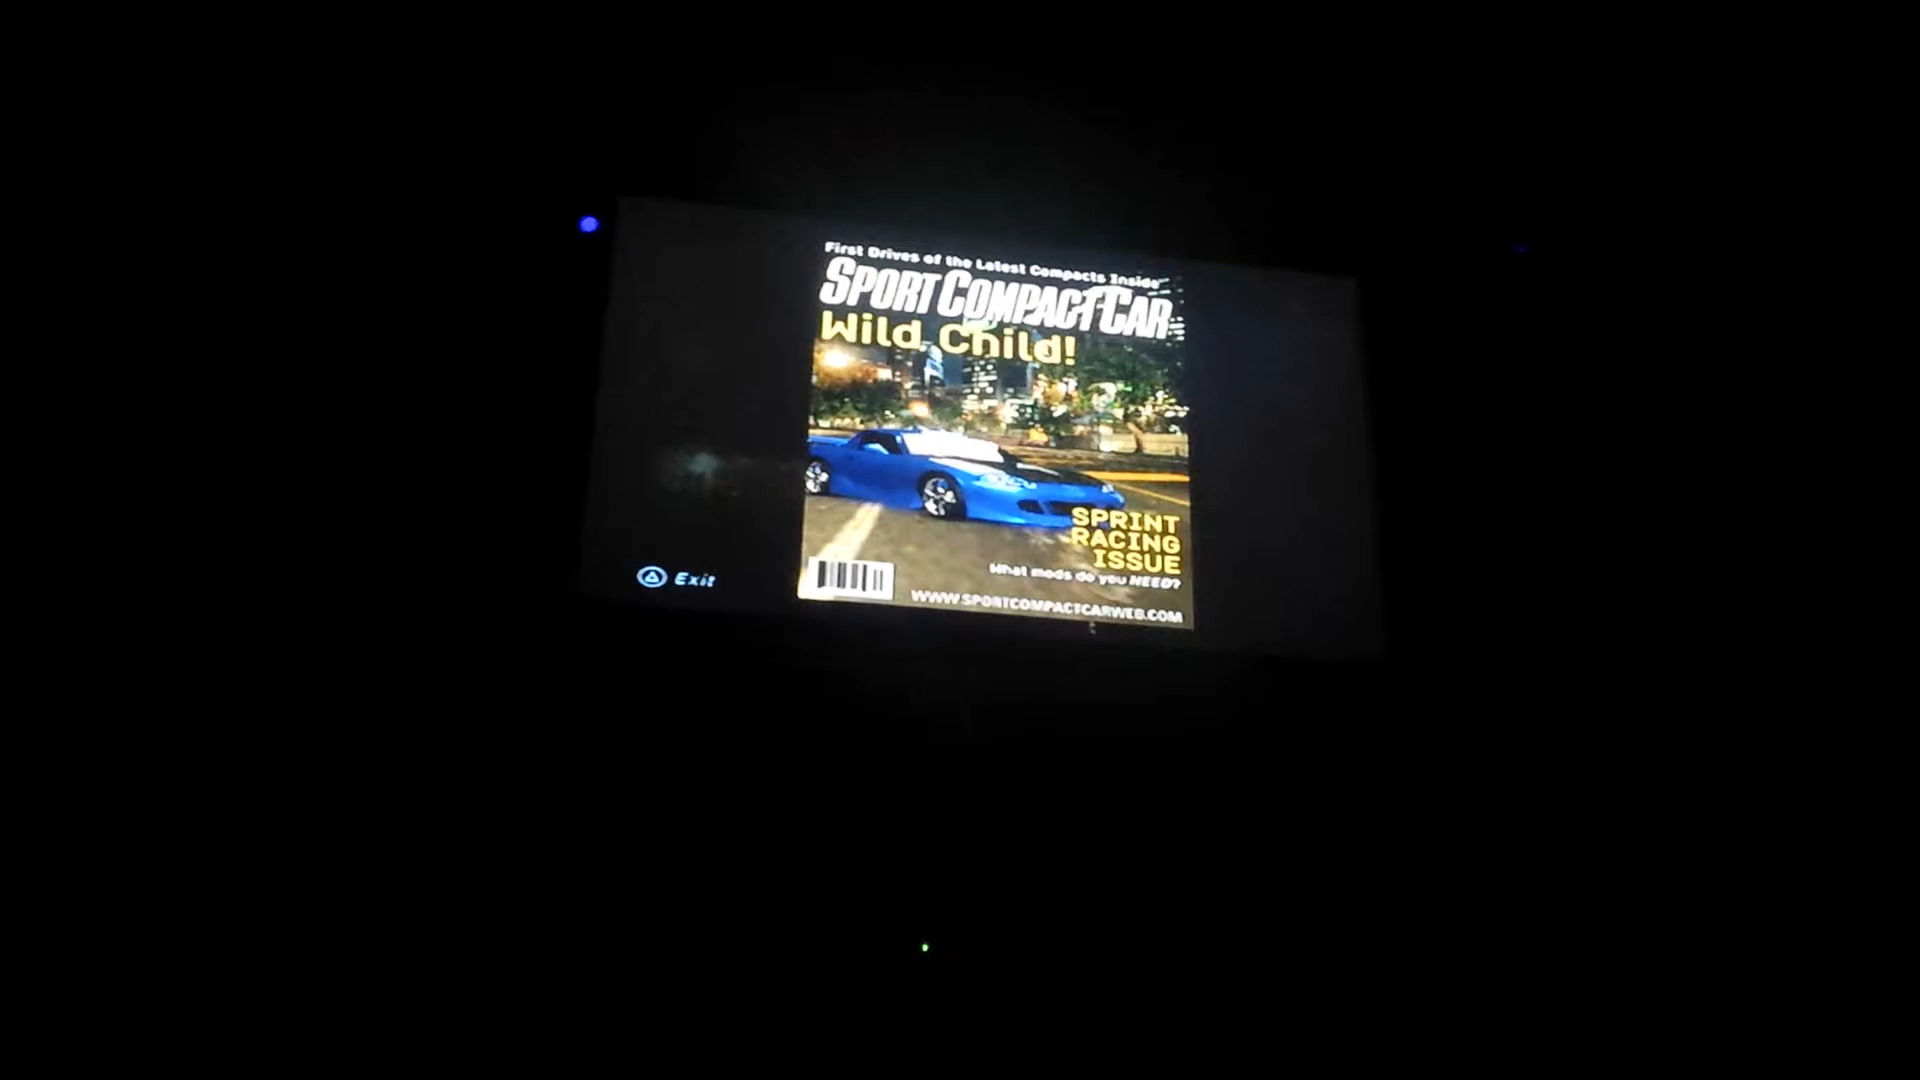 First Drives of the Latest Compacts Inside
SPORT COMPACT CAR
Wild Child!
SPRINT
RACING
ISSUE
What mods do you NEED?
WWW.SPORTCOMPACTCARWEB.COM
Exit